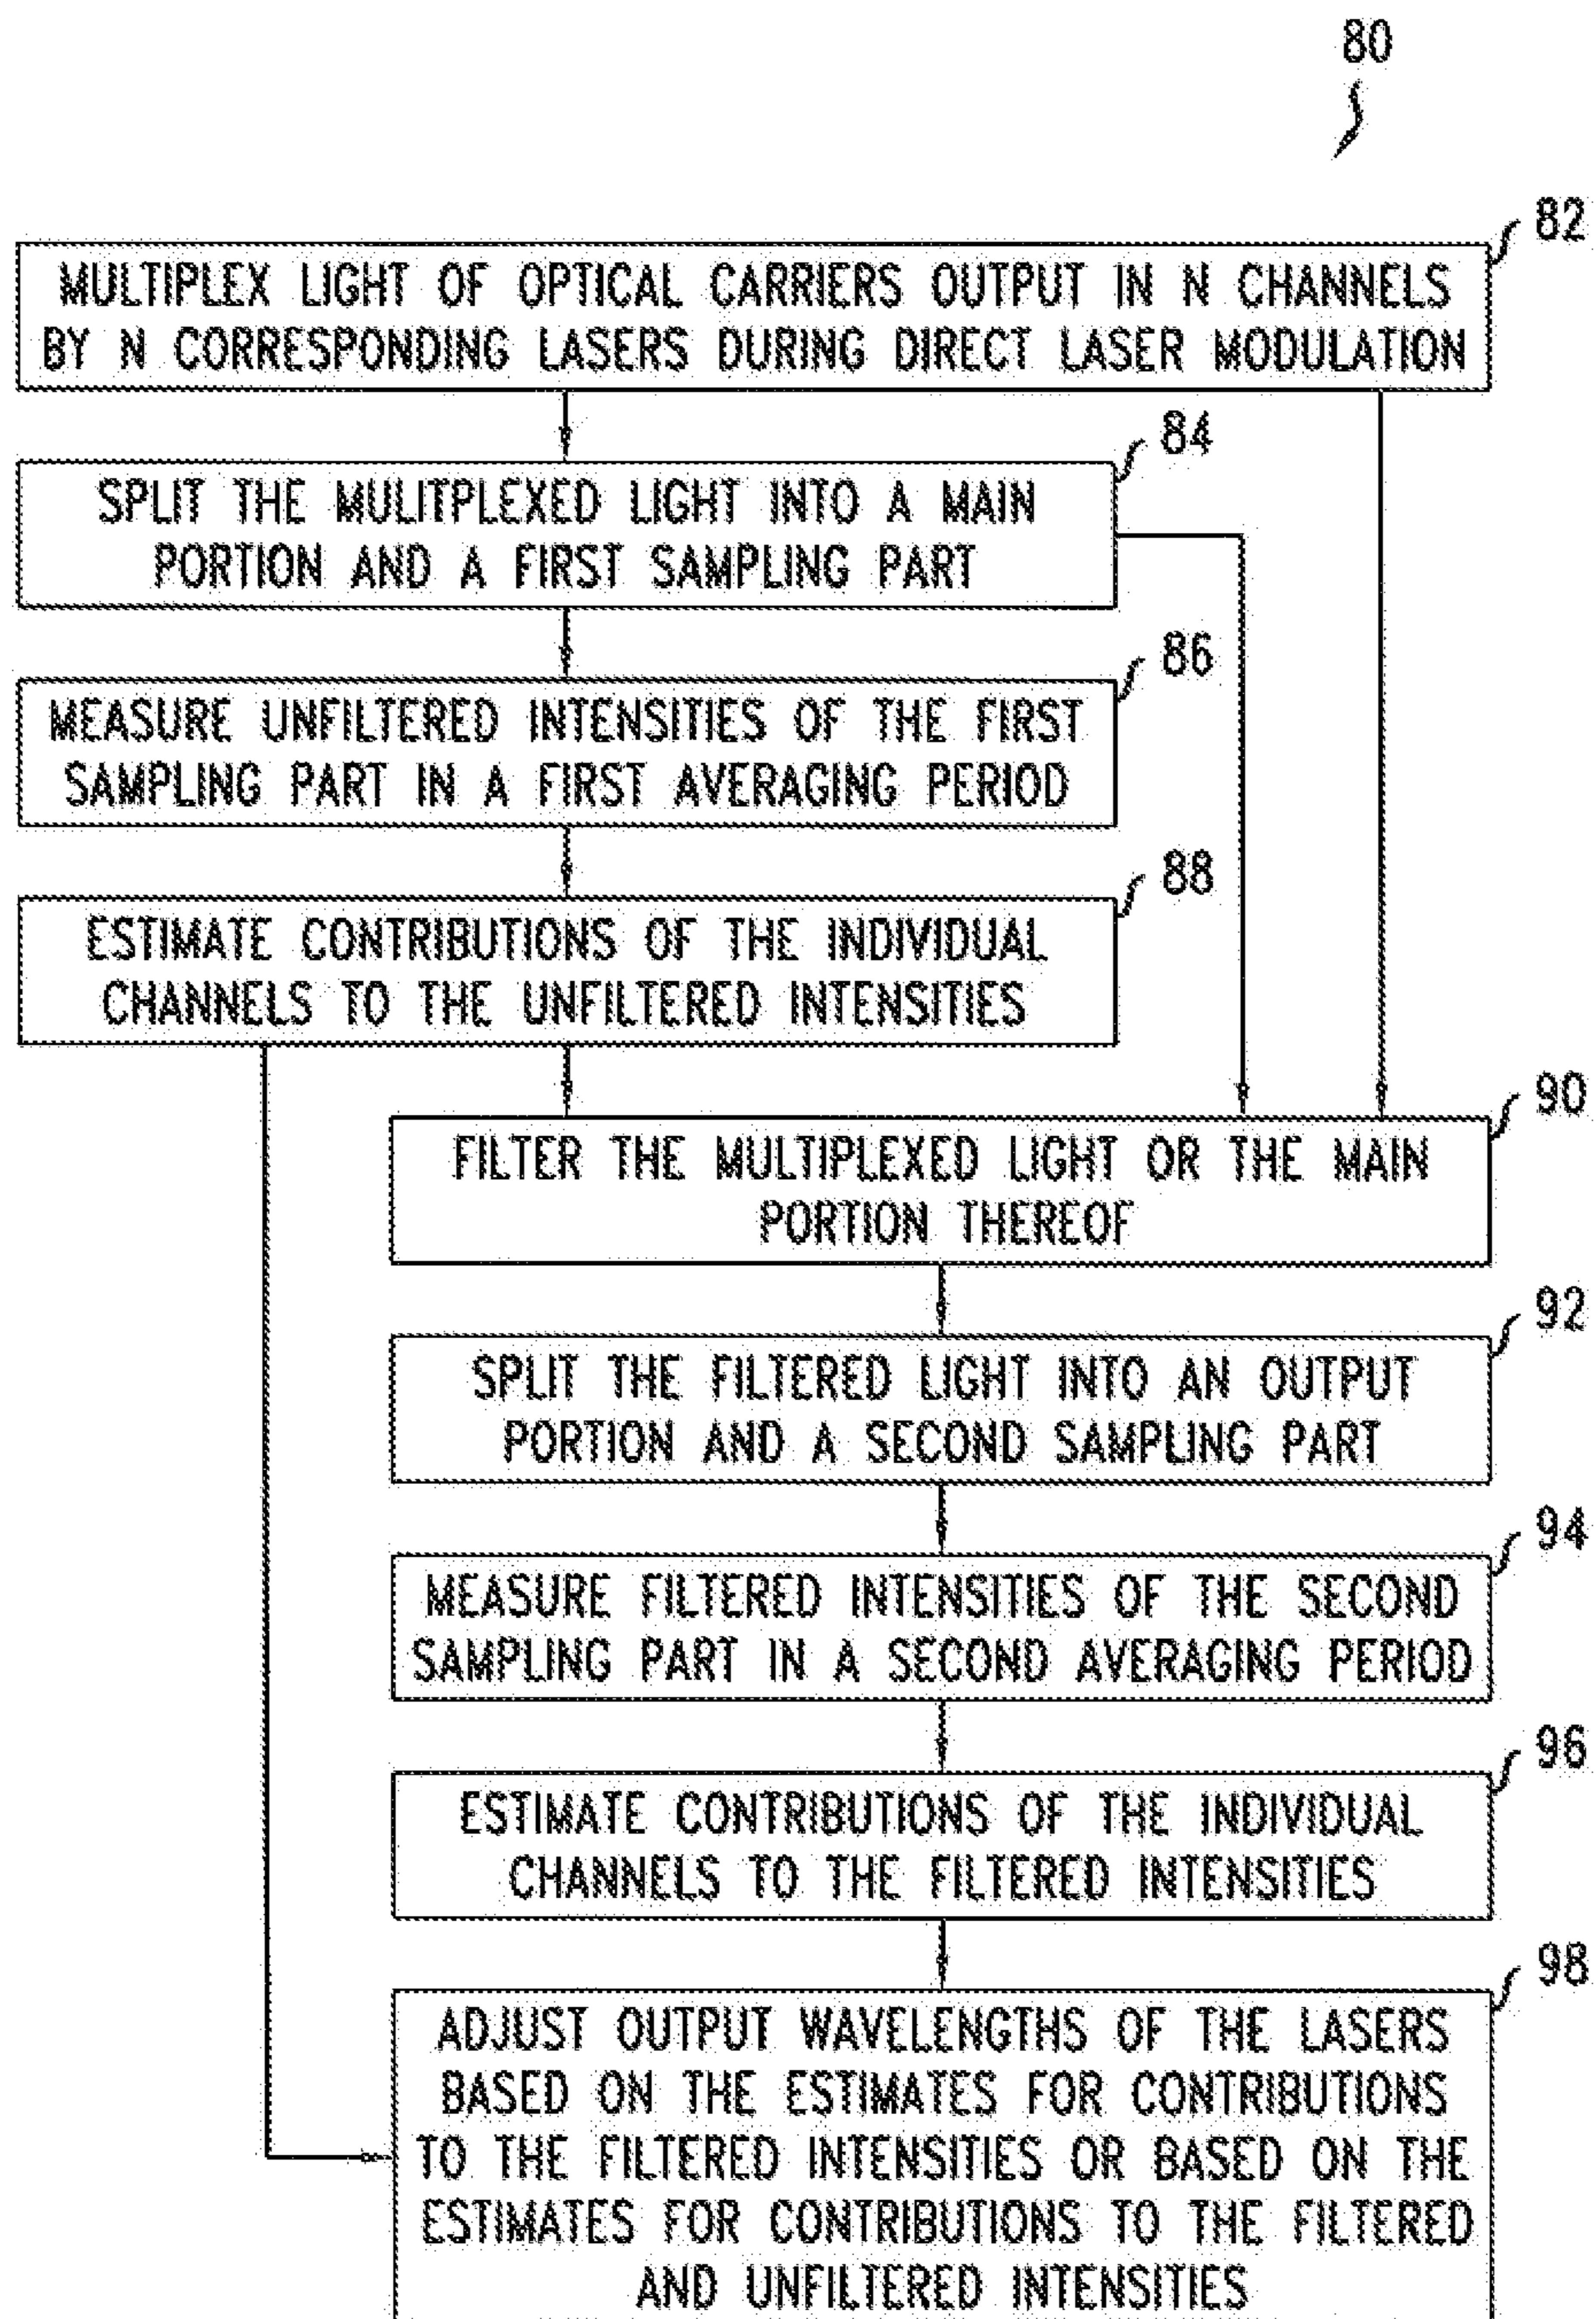 80
82
MULTIPLEX LIGHT OF OPTICAL CARRIERS OUTPUT IN N CHANNELS
BY N CORRESPONDING LASERS DURING DIRECT LASER MODULATION
84
SPLIT THE MULITPLEXED LIGHT INTO A MAIN
PORTION AND A FIRST SAMPLING PART
86
MEASURE UNFILTERED INTENSITIES OF THE FIRST
SAMPLING PART IN A FIRST AVERAGING PERIOD
88
ESTIMATE CONTRIBUTIONS OF THE INDIVIDUAL
CHANNELS TO THE UNFILTERED INTENSITIES
90
FILTER THE MULTIPLEXED LIGHT OR THE MAIN
PORTION THEREOF
92
SPLIT THE FILTERED LIGHT INTO AN OUTPUT
PORTION AND A SECOND SAMPLING PART
94
MEASURE FILTERED INTENSITIES OF THE SECOND
SAMPLING PART IN A SECOND AVERAGING PERIOD
96
ESTIMATE CONTRIBUTIONS OF THE INDIVIDUAL
CHANNELS TO THE FILTERED INTENSITIES
98
ADJUST OUTPUT WAVELENGTHS OF THE LASERS
BASED ON THE ESTIMATES FOR CONTRIBUTIONS
TO THE FILTERED INTENSITIES OR BASED ON THE
ESTIMATES FOR CONTRIBUTIONS TO THE FILTERED
AND UNFILTERED INTENSITIES